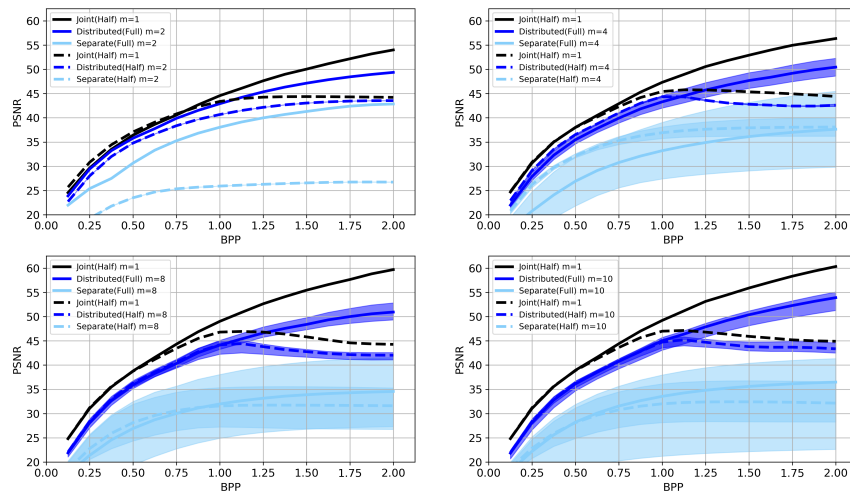 Joint(Half) m=1
Distributed(Full) m=2
Separate(Full) m=2
Joint(Half) m=1
Distributed(Half) m=2
Separate(Half) m=2
60
55
50
45
40
35
30
25
20
PSNR
0.00 0.25 0.50 0.75 1.00 1.25 1.50 1.75 2.00
BPP
Joint(Half) m=1
Distributed(Full) m=4
Separate(Full) m=4
Joint(Half) m=1
Distributed(Half) m=4
Separate(Half) m=4
60
55
50
45
40
35
30
25
20
PSNR
0.00 0.25 0.50 0.75 1.00 1.25 1.50 1.75 2.00
BPP
Joint(Half) m=1
Distributed(Full) m=8
Separate(Full) m=8
Joint(Half) m=1
Distributed(Half) m=8
Separate(Half) m=8
60
55
50
45
40
35
30
25
20
PSNR
0.00 0.25 0.50 0.75 1.00 1.25 1.50 1.75 2.00
BPP
Joint(Half) m=1
Distributed(Full) m=10
Separate(Full) m=10
Joint(Half) m=1
Distributed(Half) m=10
Separate(Half) m=10
60
55
50
45
40
35
30
25
20
PSNR
0.00 0.25 0.50 0.75 1.00 1.25 1.50 1.75 2.00
BPP